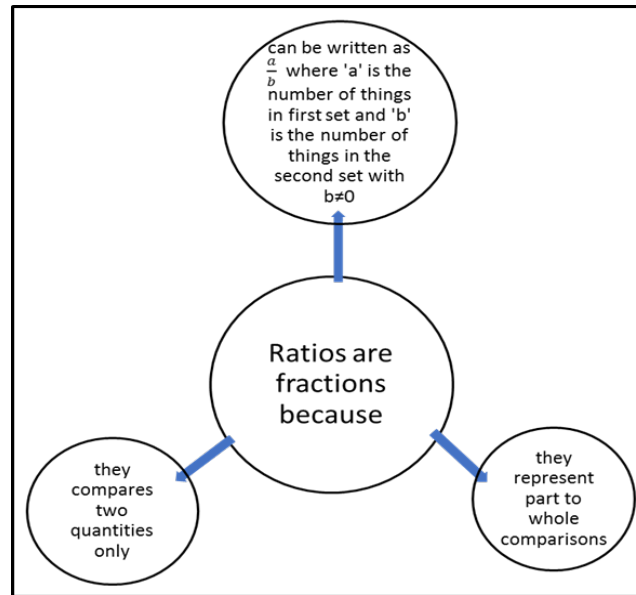 can be written as
a/b where 'a' is the
number of things
in first set and 'b'
is the number of
things in the
second set with
b≠0
Ratios are
fractions
because
they
compares
two
quantities
only
they
represent
part to
whole
comparisons